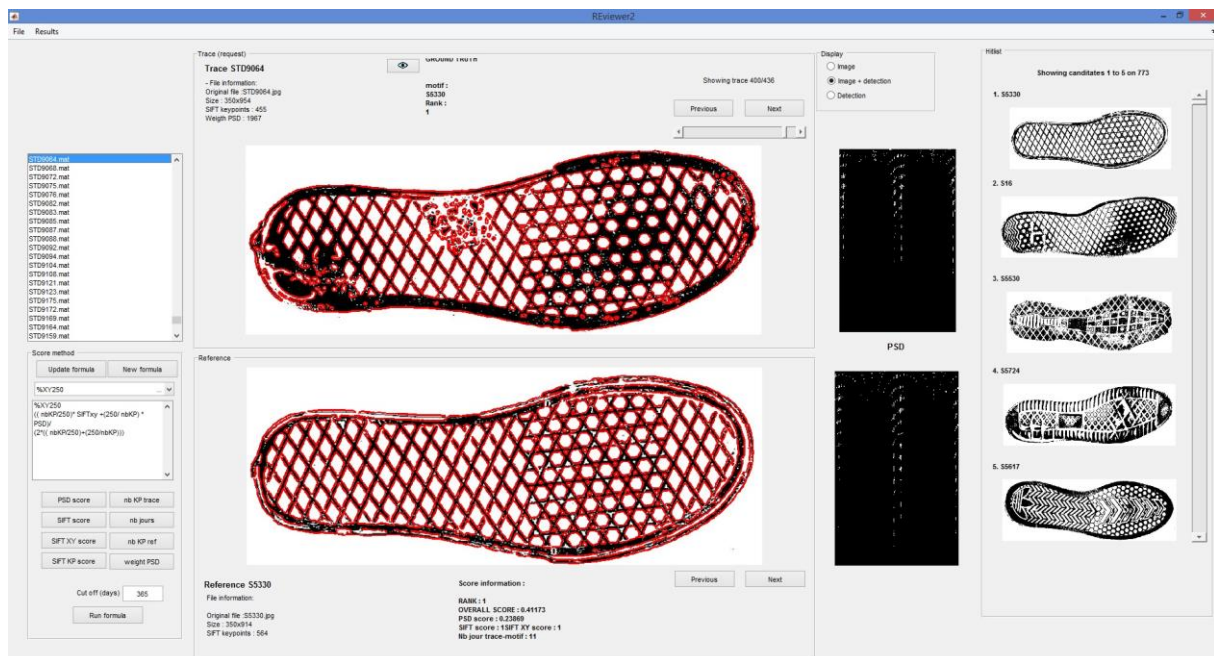 REviewer2
File Results
Trace (request)
Trace STD9064
- File information:
Original file :STD9064.jpg
Size : 350x954
SIFT keypoints : 455
Weigth PSD : 1967
GROUND TRUTH
motif :
S5330
Rank :
1
Showing trace 400/436
Previous Next
Display
Image
Image + detection
Detection
Hitlist
Showing canditates 1 to 5 on 773
1. S5330
2. S16
3. S5530
4. S5724
5. S5617
STD9064.mat
STD9068.mat
STD9072.mat
STD9075.mat
STD9076.mat
STD9082.mat
STD9083.mat
STD9085.mat
STD9087.mat
STD9088.mat
STD9092.mat
STD9094.mat
STD9104.mat
STD9108.mat
STD9121.mat
STD9123.mat
STD9175.mat
STD9172.mat
STD9169.mat
STD9164.mat
STD9159.mat
Score method
Update formula New formula
%XY250 ...
%XY250
(( nbKP/250)* SIFTxy +(250/ nbKP) *
PSD)/
(2*(( nbKP/250)+(250/nbKP)))
PSD score nb KP trace
SIFT score nb jours
SIFT XY score nb KP ref
SIFT KP score weight PSD
Cut off (days) 365
Run formula
PSD
Reference
Reference S5330
File information:
Original file :S5330.jpg
Size : 350x914
SIFT keypoints : 564
Score information :
RANK : 1
OVERALL SCORE : 0.41173
PSD score : 0.23869
SIFT score : 1SIFT XY score : 1
Nb jour trace-motif : 11
Previous Next